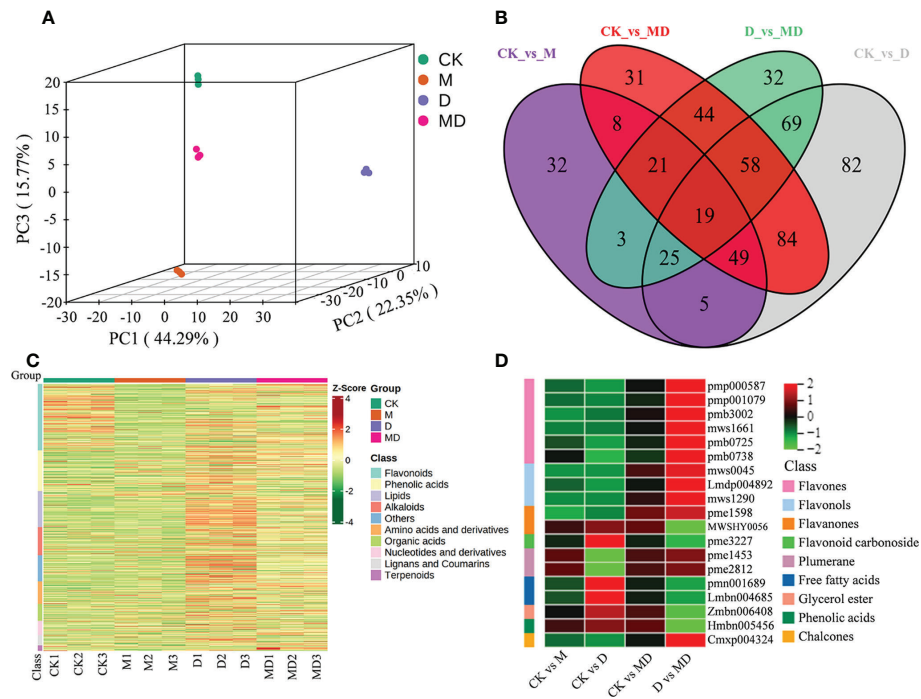 A
CK
M
D
MD
20
15
10
5
0
-5
-10
-15
-20
PC3 ( 15.77% )
-30 -20 -10 0 10 20 30
PC1 ( 44.29% )
-30
-20
-10
0
10
PC2 ( 22.35% )
B
CK_vs_M
CK_vs_MD
D_vs_MD
CK_vs_D
31
32
8
44
69
32
21
58
82
19
3
84
25
49
5
C
Group
Class
CK1 CK2 CK3 M1 M2 M3 D1 D2 D3 MD1 MD2 MD3
Z-Score
4
2
0
-2
-4
Group
CK
M
D
MD
Class
Flavonoids
Phenolic acids
Lipids
Alkaloids
Others
Amino acids and derivatives
Organic acids
Nucleotides and derivatives
Lignans and Coumarins
Terpenoids
D
pmp000587
pmp001079
pmb3002
mws1661
pmb0725
pmb0738
mws0045
Lmdp004892
mws1290
pme1598
MWSHY0056
pme3227
pme1453
pme2812
pmn001689
Lmbn004685
Zmbn006408
Hmbn005456
Cmxp004324
CK vs M
CK vs D
CK vs MD
D vs MD
2
1
0
−1
−2
Class
Flavones
Flavonols
Flavanones
Flavonoid carbonoside
Plumerane
Free fatty acids
Glycerol ester
Phenolic acids
Chalcones